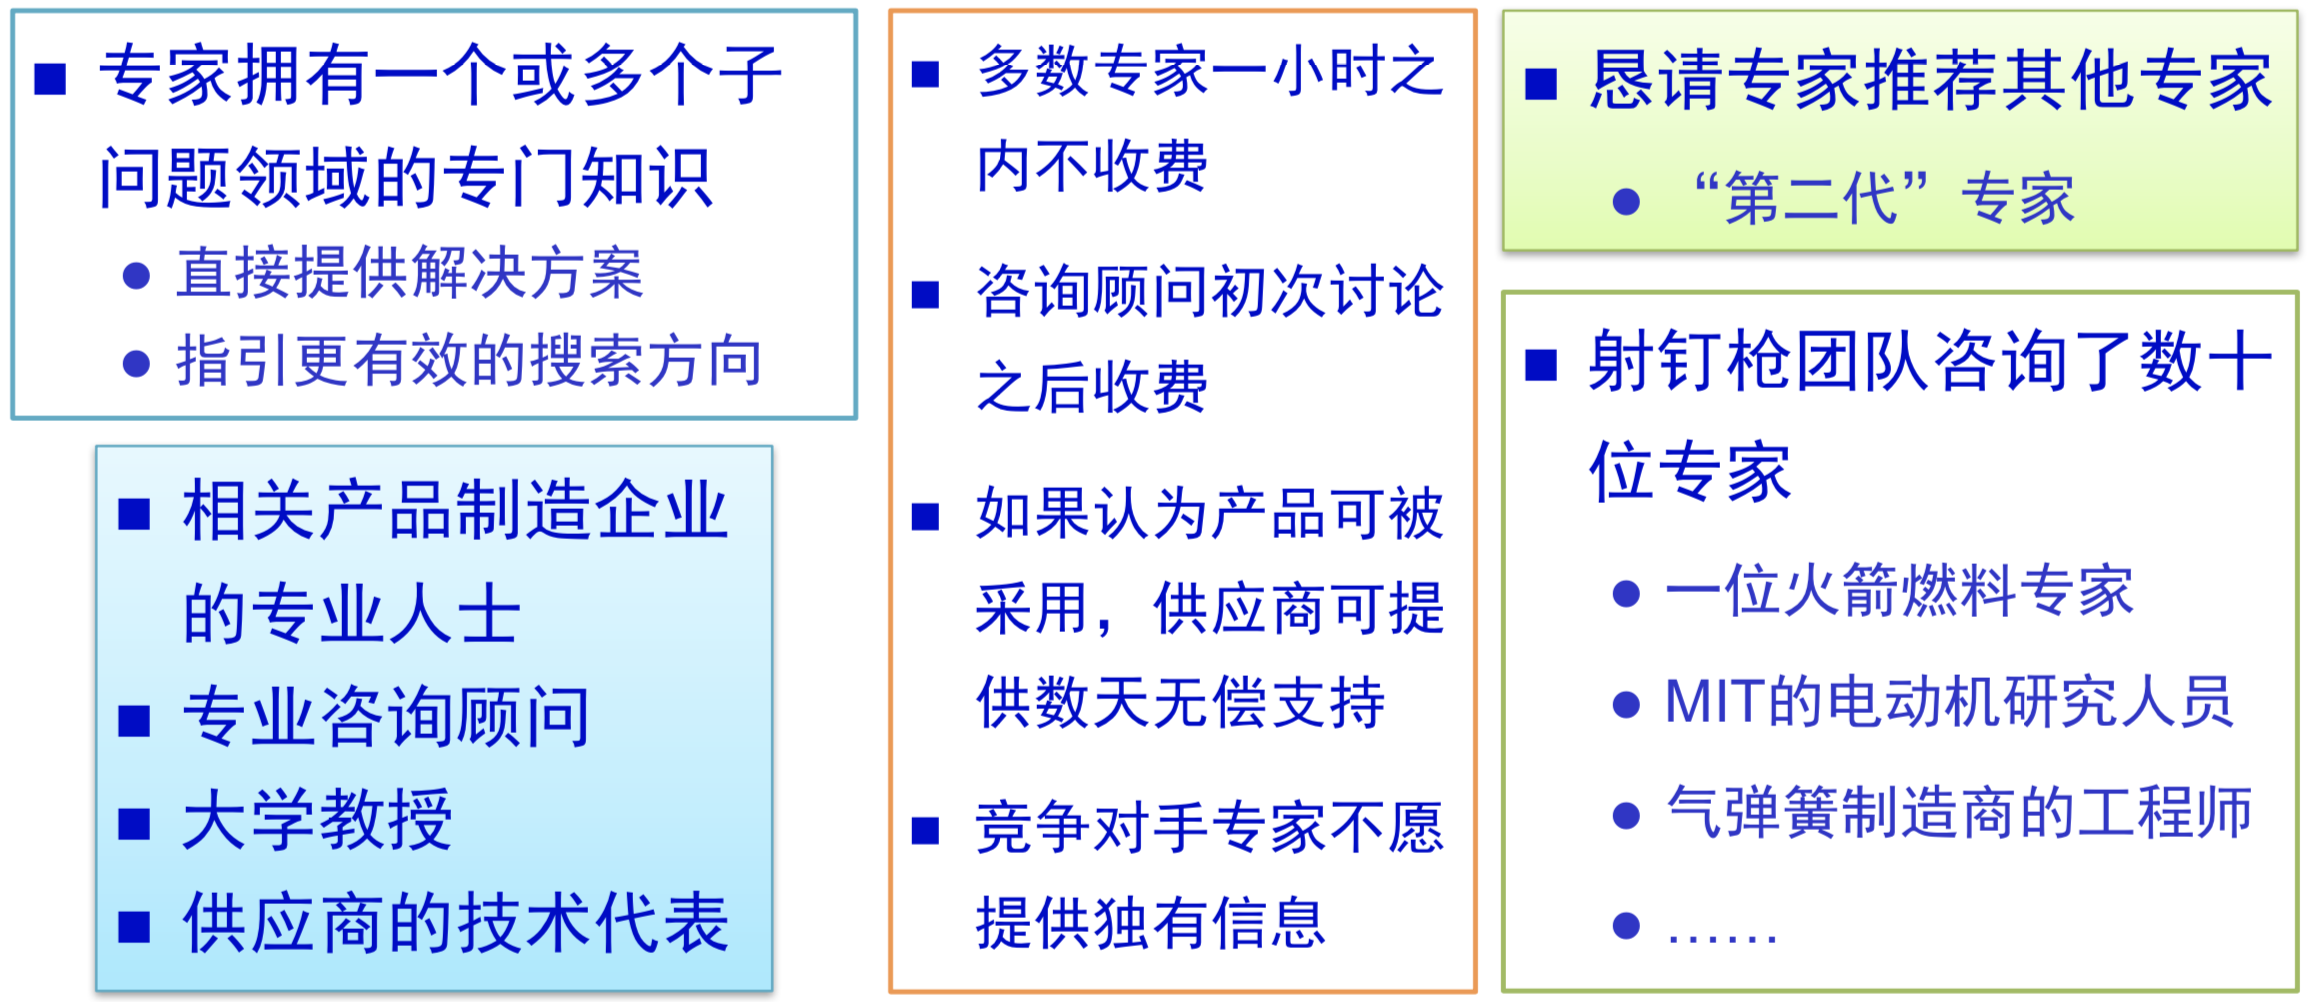 ■ 专家拥有一个或多个子
问题领域的专门知识
● 直接提供解决方案
● 指引更有效的搜索方向
■ 相关产品制造企业
的专业人士
■ 专业咨询顾问
■ 大学教授
■ 供应商的技术代表
■ 多数专家一小时之
内不收费
■ 咨询顾问初次讨论
之后收费
■ 如果认为产品可被
采用，供应商可提
供数天无偿支持
■ 竞争对手专家不愿
提供独有信息
■ 恳请专家推荐其他专家
● “第二代”专家
■ 射钉枪团队咨询了数十
位专家
● 一位火箭燃料专家
● MIT的电动机研究人员
● 气弹簧制造商的工程师
● ……